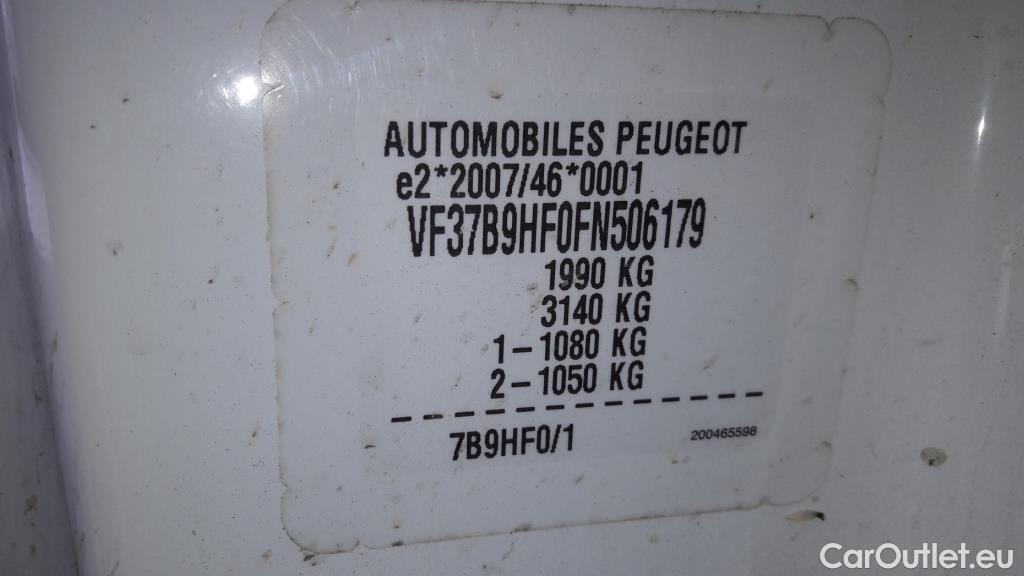 AUTOMOBILES PEUGEOT
e2*2007/46*0001
VF37B9HF0FN506179
1990 KG
3140 KG
1-1080 KG
2-1050 KG
7B9HF0/1 200465598
CarOutlet.eu